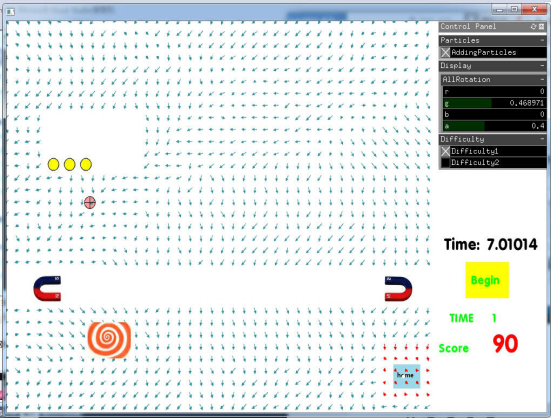 Control Panel
Particles
AddingParticles
Display
AllRotation
r 0
g 0.468971
b 0
a 0.4
Difficulty
Difficulty1
Difficulty2
Time: 7.01014
Begin
TIME 1
Score 90
home